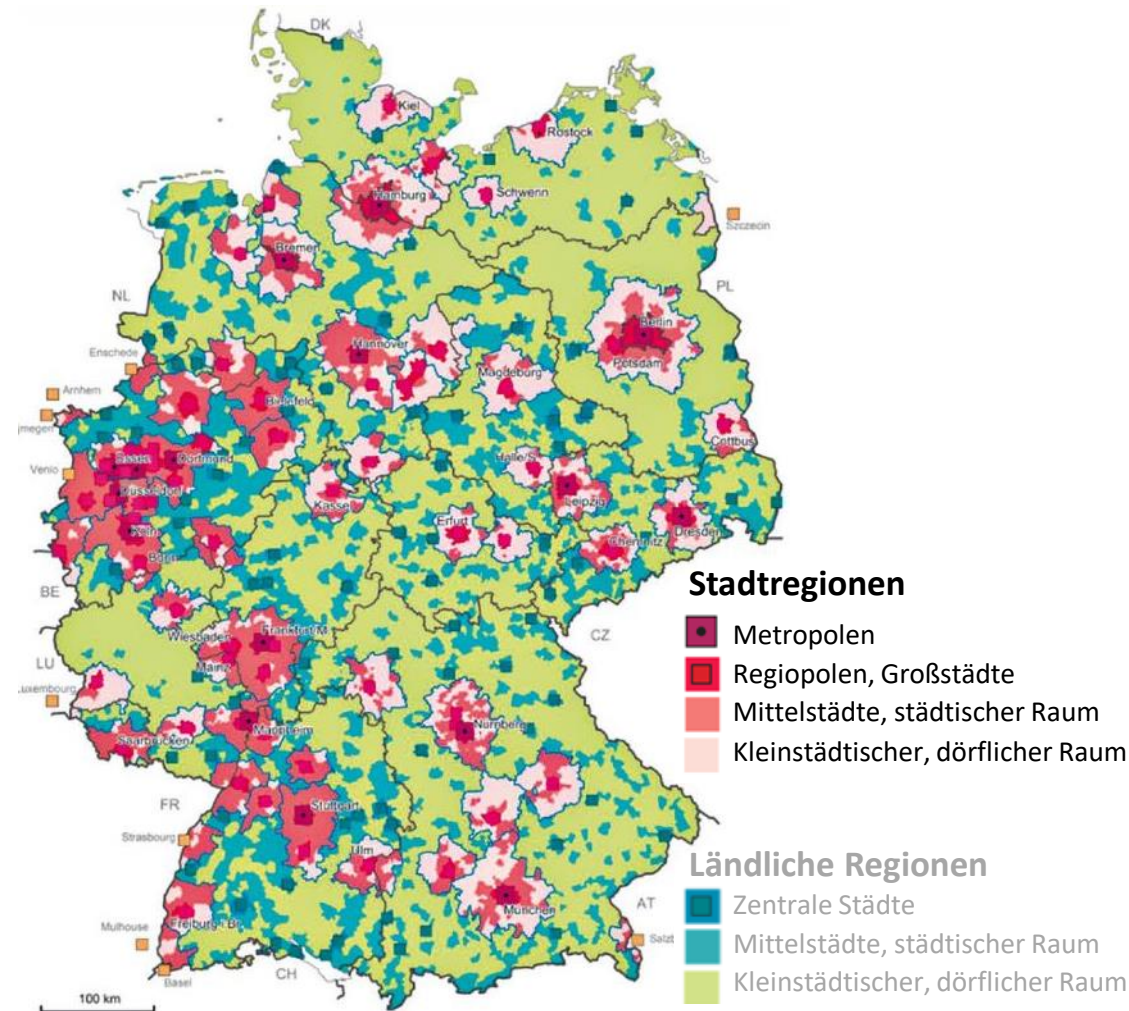 DK
Kiel
Rostock
Hamburg
Schwerin
Szczecin
Bremen
NL
PL
Berlin
Enschede
Hannover
Potsdam
Magdeburg
Arnhem
Bielefeld
jmegen
Cottbus
Essen
Dortmund
Halle/S.
Venlo
Düsseldorf
Leipzig
Kassel
Erfurt
Köln
Dresden
Chemnitz
Bonn
BE
Stadtregionen
Wiesbaden
Frankfurt/M.
CZ
Metropolen
LU
Mainz
Regiopolen, Großstädte
uxembourg
Mittelstädte, städtischer Raum
Saarbrücken
Mannheim
Nürnberg
Kleinstädtischer, dörflicher Raum
FR
Stuttgart
Strasbourg
Ulm
Ländliche Regionen
München
AT
Zentrale Städte
Mulhouse
Freiburg i.Br.
Salzt
Mittelstädte, städtischer Raum
Basel
CH
Kleinstädtischer, dörflicher Raum
100 km